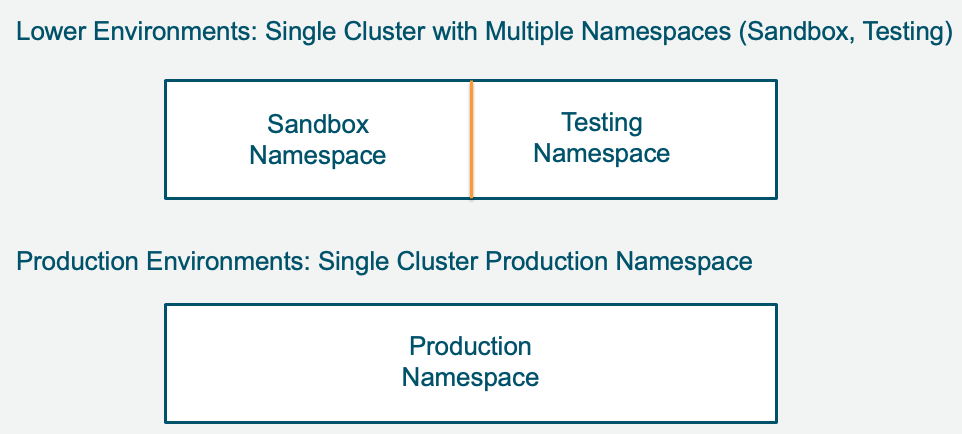 Lower Environments: Single Cluster with Multiple Namespaces (Sandbox, Testing)
Sandbox
Namespace
Testing
Namespace
Production Environments: Single Cluster Production Namespace
Production
Namespace